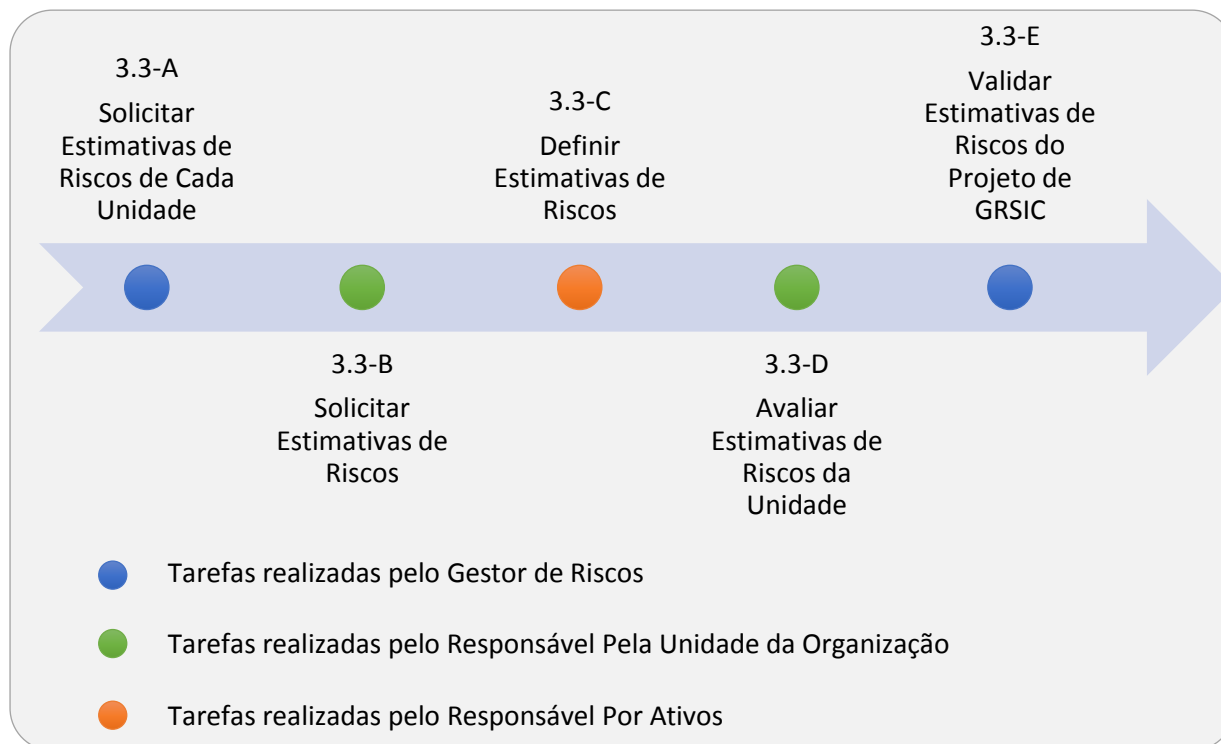 3.3-A
Solicitar
Estimativas de
Riscos de Cada
Unidade
3.3-B
Solicitar
Estimativas de
Riscos
3.3-C
Definir
Estimativas de
Riscos
3.3-D
Avaliar
Estimativas de
Riscos da
Unidade
3.3-E
Validar
Estimativas de
Riscos do
Projeto de
GRSIC
Tarefas realizadas pelo Gestor de Riscos
Tarefas realizadas pelo Responsável Pela Unidade da Organização
Tarefas realizadas pelo Responsável Por Ativos